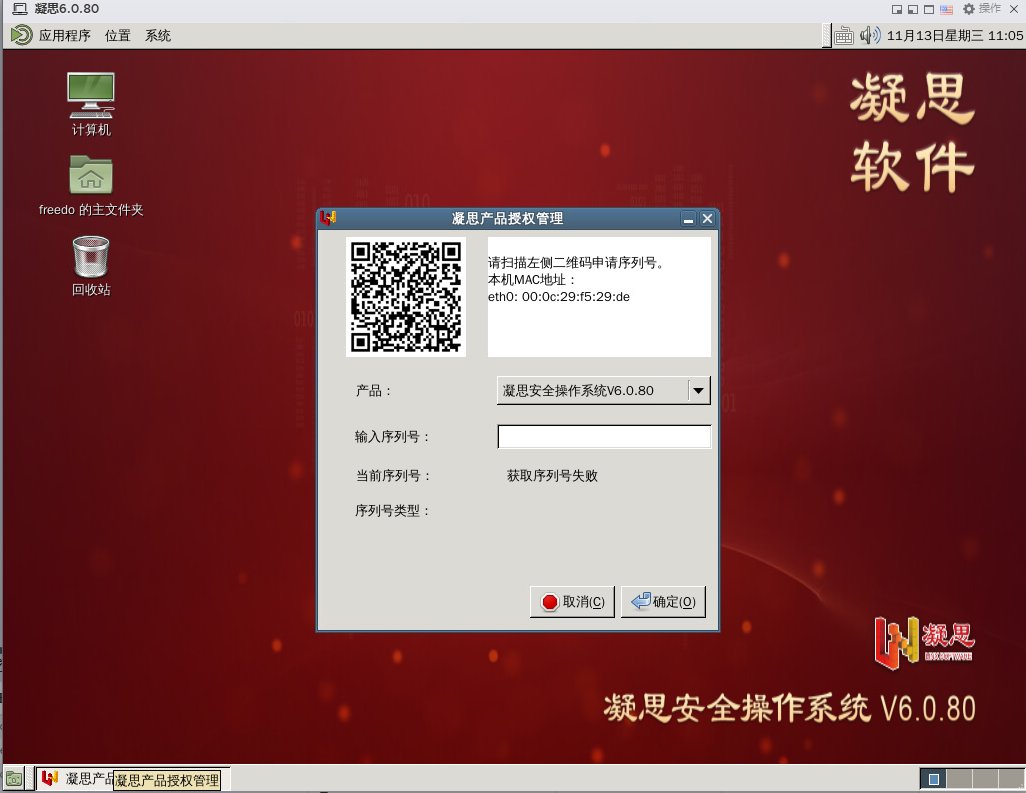 凝思6.0.80
操作
应用程序 位置 系统
11月13日星期三 11:05
计算机
freedo 的主文件夹
回收站
凝思
软件
010
凝思产品授权管理
请扫描左侧二维码申请序列号。
本机MAC地址：
eth0: 00:0c:29:f5:29:de
产品：
凝思安全操作系统V6.0.80
输入序列号：
当前序列号：
获取序列号失败
序列号类型：
取消(C)
确定(O)
凝思
LINX SOFTWARE
凝思安全操作系统 V6.0.80
凝思产品
凝思产品授权管理